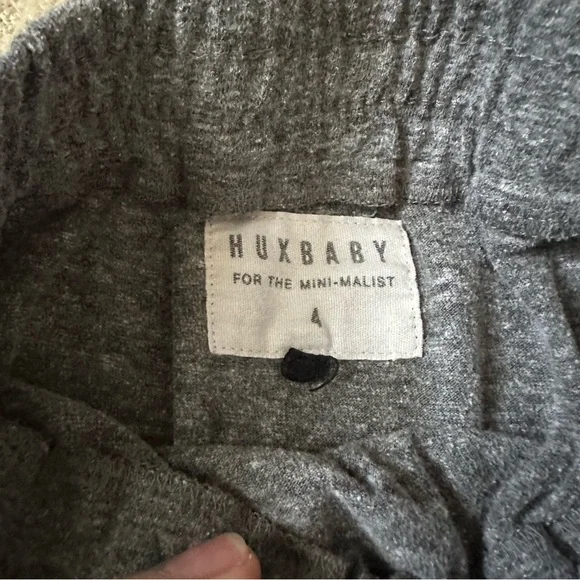 HUXBABY
FOR THE MINI-MALIST
4